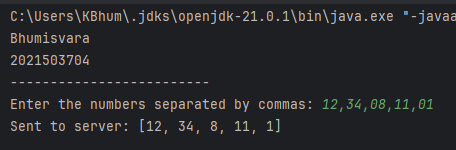 C:\Users\KBhum\.jdks\openjdk-21.0.1\bin\java.exe "-javaa
Bhumisvara
2021503704
-------------------------
Enter the numbers separated by commas: 12,34,08,11,01
Sent to server: [12, 34, 8, 11, 1]